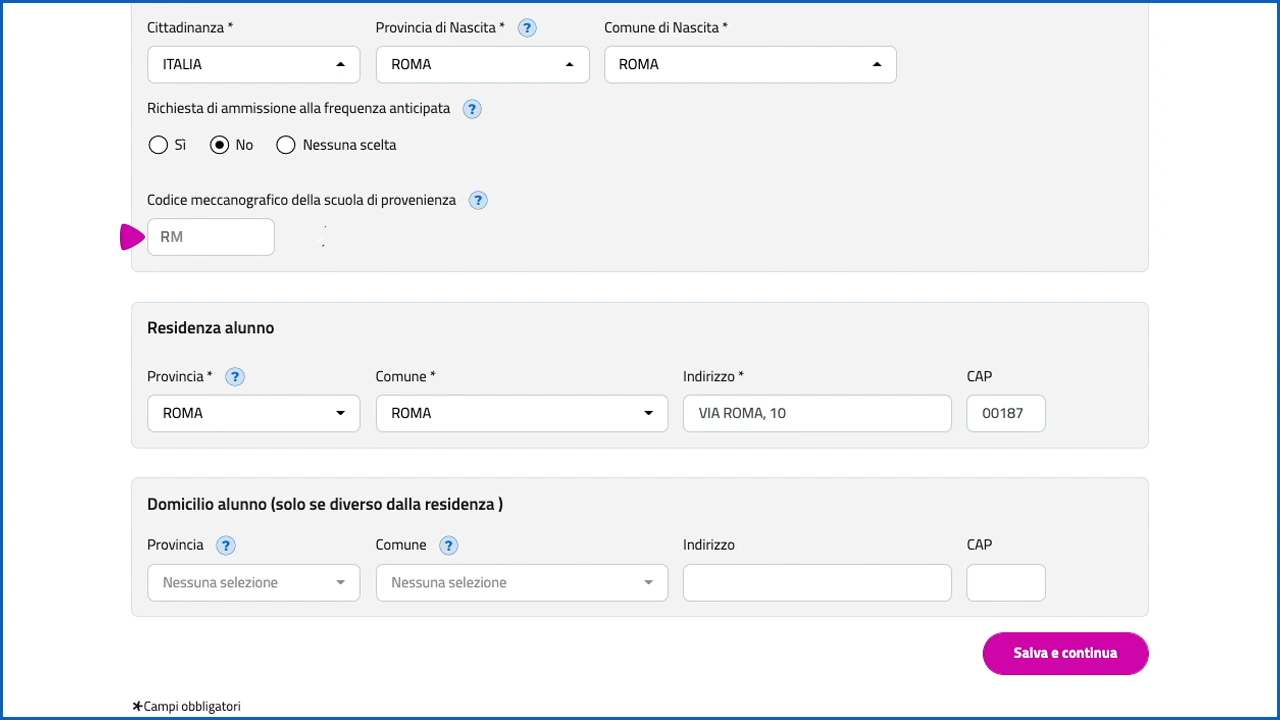 Cittadinanza * Provincia di Nascita * ? Comune di Nascita *
ITALIA ROMA ROMA
Richiesta di ammissione alla frequenza anticipata ?
Sì No Nessuna scelta
Codice meccanografico della scuola di provenienza ?
RM
Residenza alunno
Provincia * ? Comune * Indirizzo * CAP
ROMA ROMA VIA ROMA, 10 00187
Domicilio alunno (solo se diverso dalla residenza )
Provincia ? Comune ? Indirizzo CAP
Nessuna selezione Nessuna selezione
Salva e continua
*Campi obbligatori